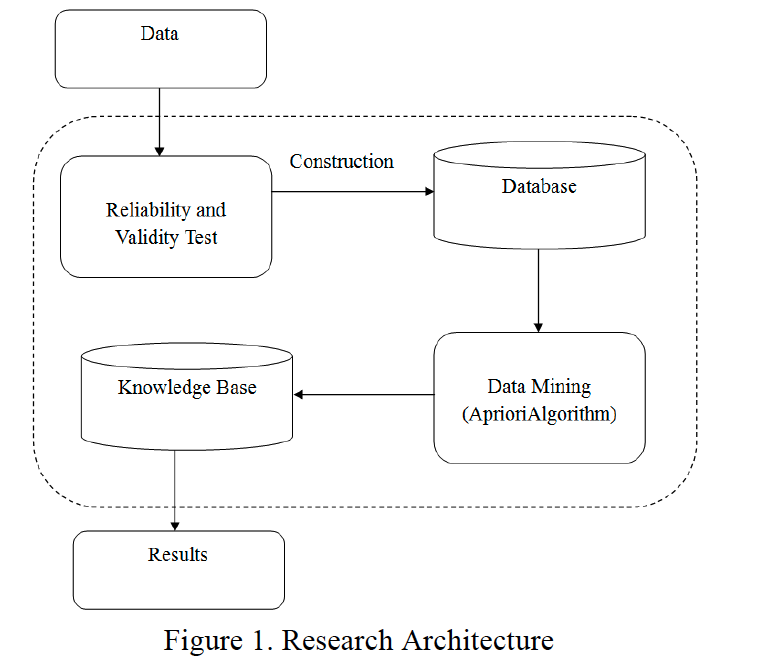 Data
Construction
Reliability and
Validity Test
Database
Knowledge Base
Data Mining
(AprioriAlgorithm)
Results
Figure 1. Research Architecture